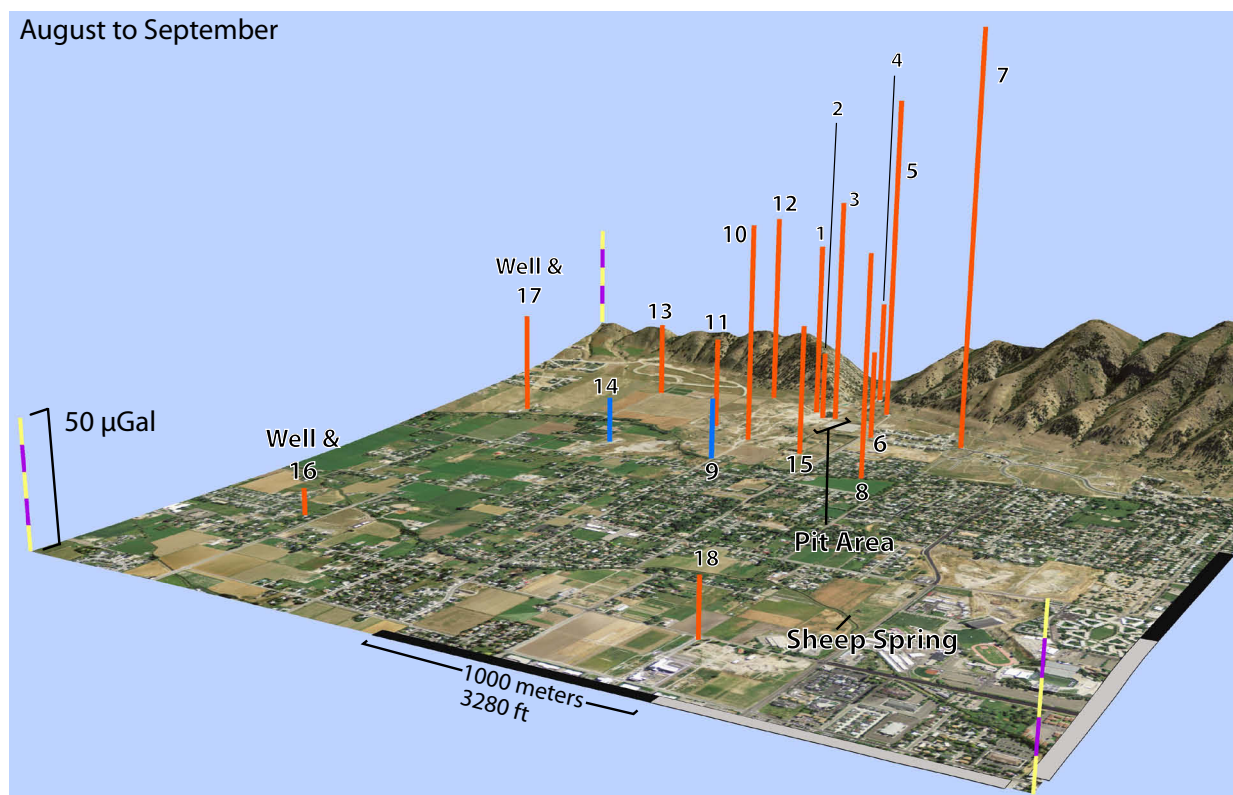 August to September
4
7
2
5
3
12
10
1
Well &
17
13
11
14
50 μGal
Well &
16
9
15
6
8
Pit Area
18
Sheep Spring
1000 meters
3280 ft